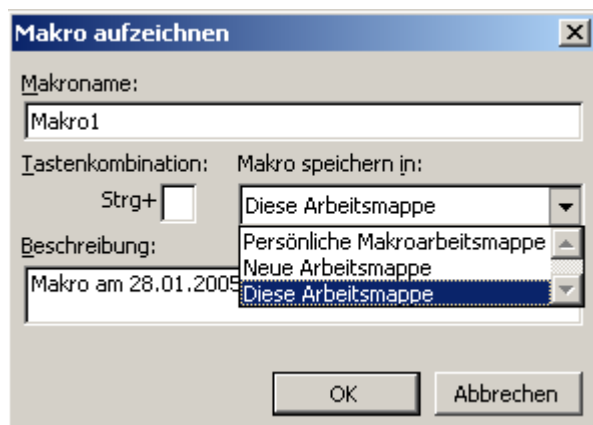 Makro aufzeichnen
Makroname:
Makro1
Tastenkombination: Makro speichern in:
Strg+ Diese Arbeitsmappe
Persönliche Makroarbeitsmappe
Beschreibung:
Neue Arbeitsmappe
Makro am 28.01.2005
Diese Arbeitsmappe
OK Abbrechen